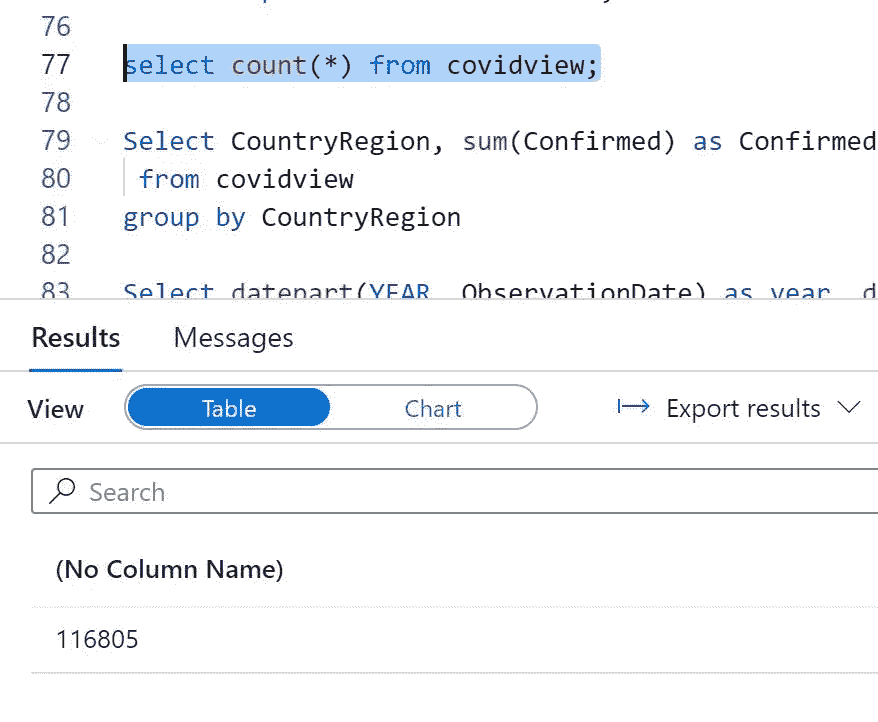 76
77 select count(*) from covidview;
78
79 Select CountryRegion, sum(Confirmed) as Confirmed
80 from covidview
81 group by CountryRegion
82
83 Select datepart(YEAR, ObservationDate) as year,
Results Messages
View Table Chart Export results
Search
(No Column Name)
116805